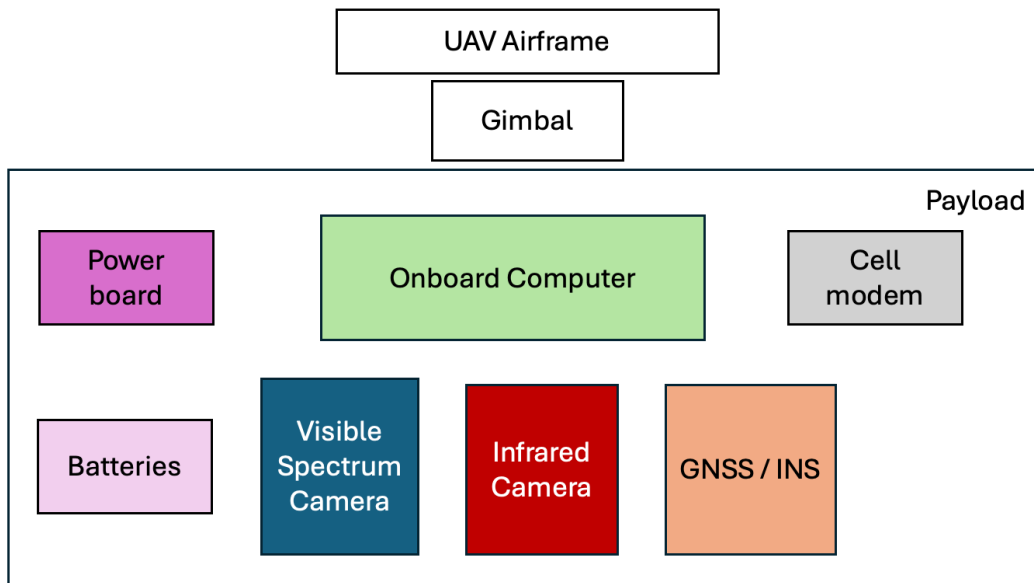 UAV Airframe
Gimbal
Payload
Power
board
Onboard Computer
Cell
modem
Batteries
Visible
Spectrum
Camera
Infrared
Camera
GNSS / INS